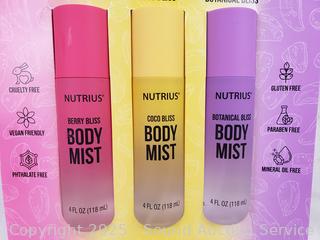 BOTANICAL BLISS
CRUELTY FREE
VEGAN FRIENDLY
PHTHALATE FREE
NUTRIUS
BERRY BLISS
BODY
MIST
4 FL OZ (118 mL)
NUTRIUS
COCO BLISS
BODY
MIST
4 FL OZ (118 mL)
NUTRIUS
BOTANICAL BLISS
BODY
MIST
4 FL OZ (118 mL)
GLUTEN FREE
PARABEN FREE
MINERAL OIL FREE